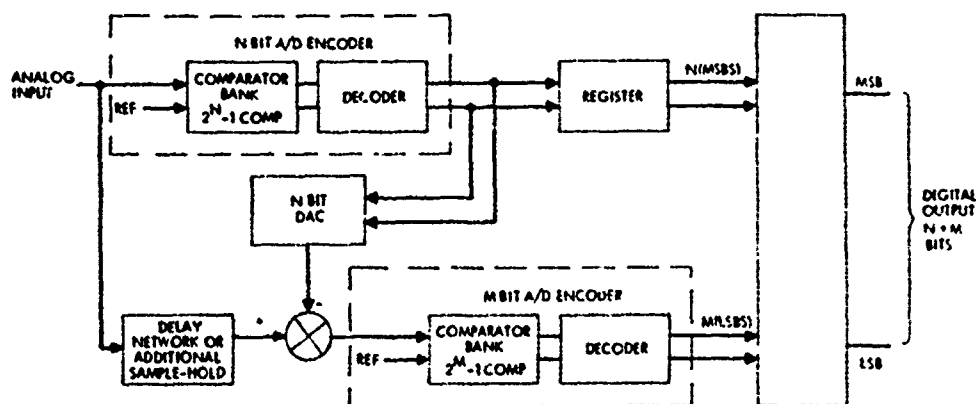 N BIT A/D ENCODER
ANALOG
INPUT
REF
COMPARATOR
BANK
2^N-1 COMP
DECODER
REGISTER
N(MSBS)
MSB
N BIT
DAC
DIGITAL
OUTPUT
N + M
BITS
-
M BIT A/D ENCODER
+
DELAY
NETWORK OR
ADDITIONAL
SAMPLE-HOLD
REF
COMPARATOR
BANK
2^M-1 COMP
DECODER
M(LSBS)
LSB